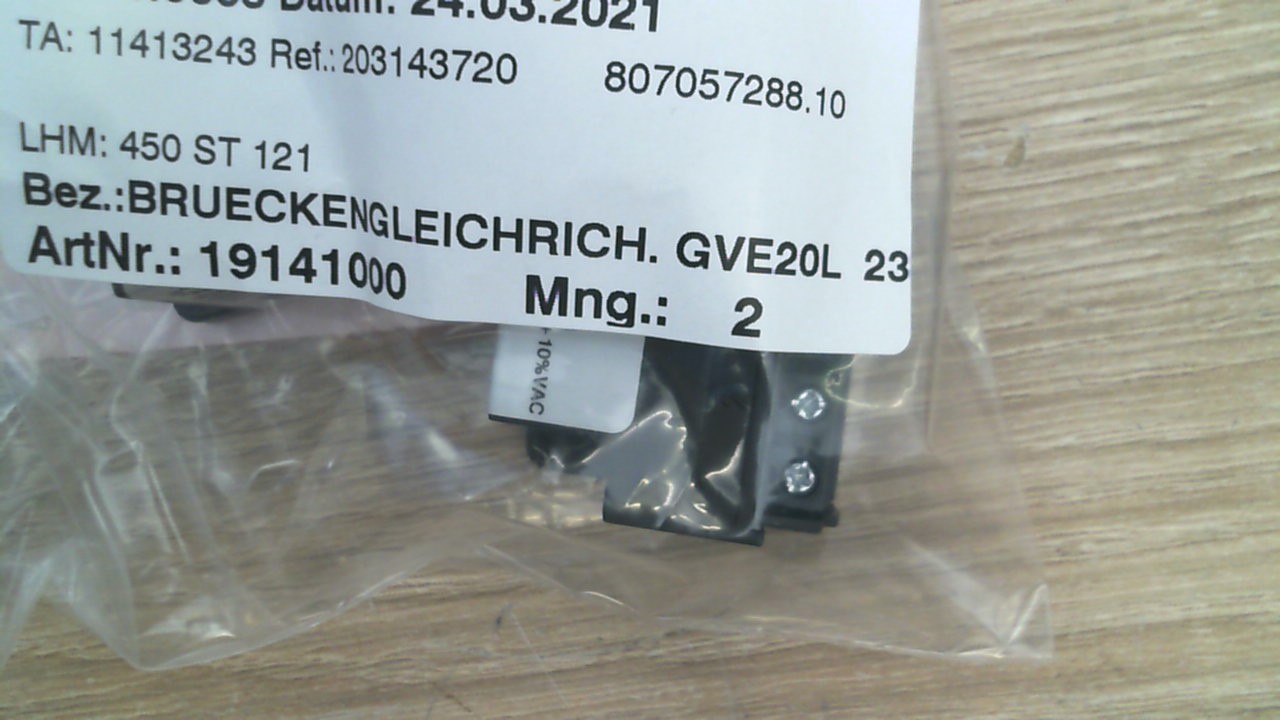 Datum: 24.03.2021
TA: 11413243 Ref.: 203143720 807057288.10
LHM: 450 ST 121
Bez.:BRUECKENGLEICHRICH. GVE20L 23
ArtNr.: 19141000 Mng.: 2
10%VAC